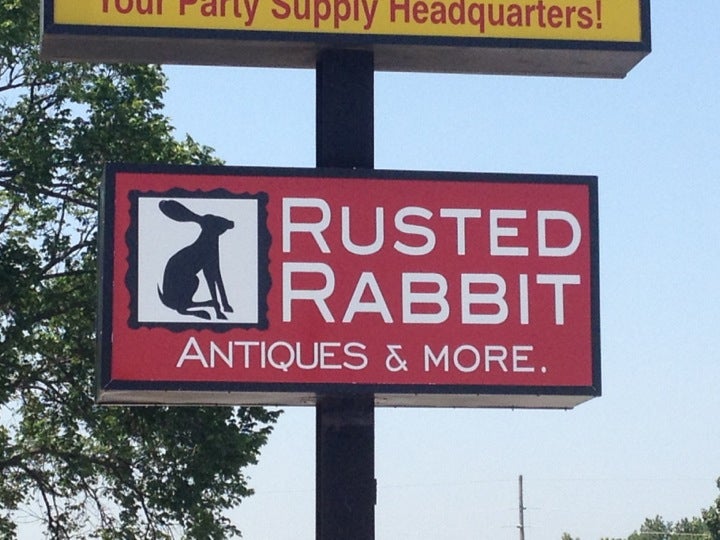 Your Party Supply Headquarters!
RUSTED
RABBIT
ANTIQUES & MORE.